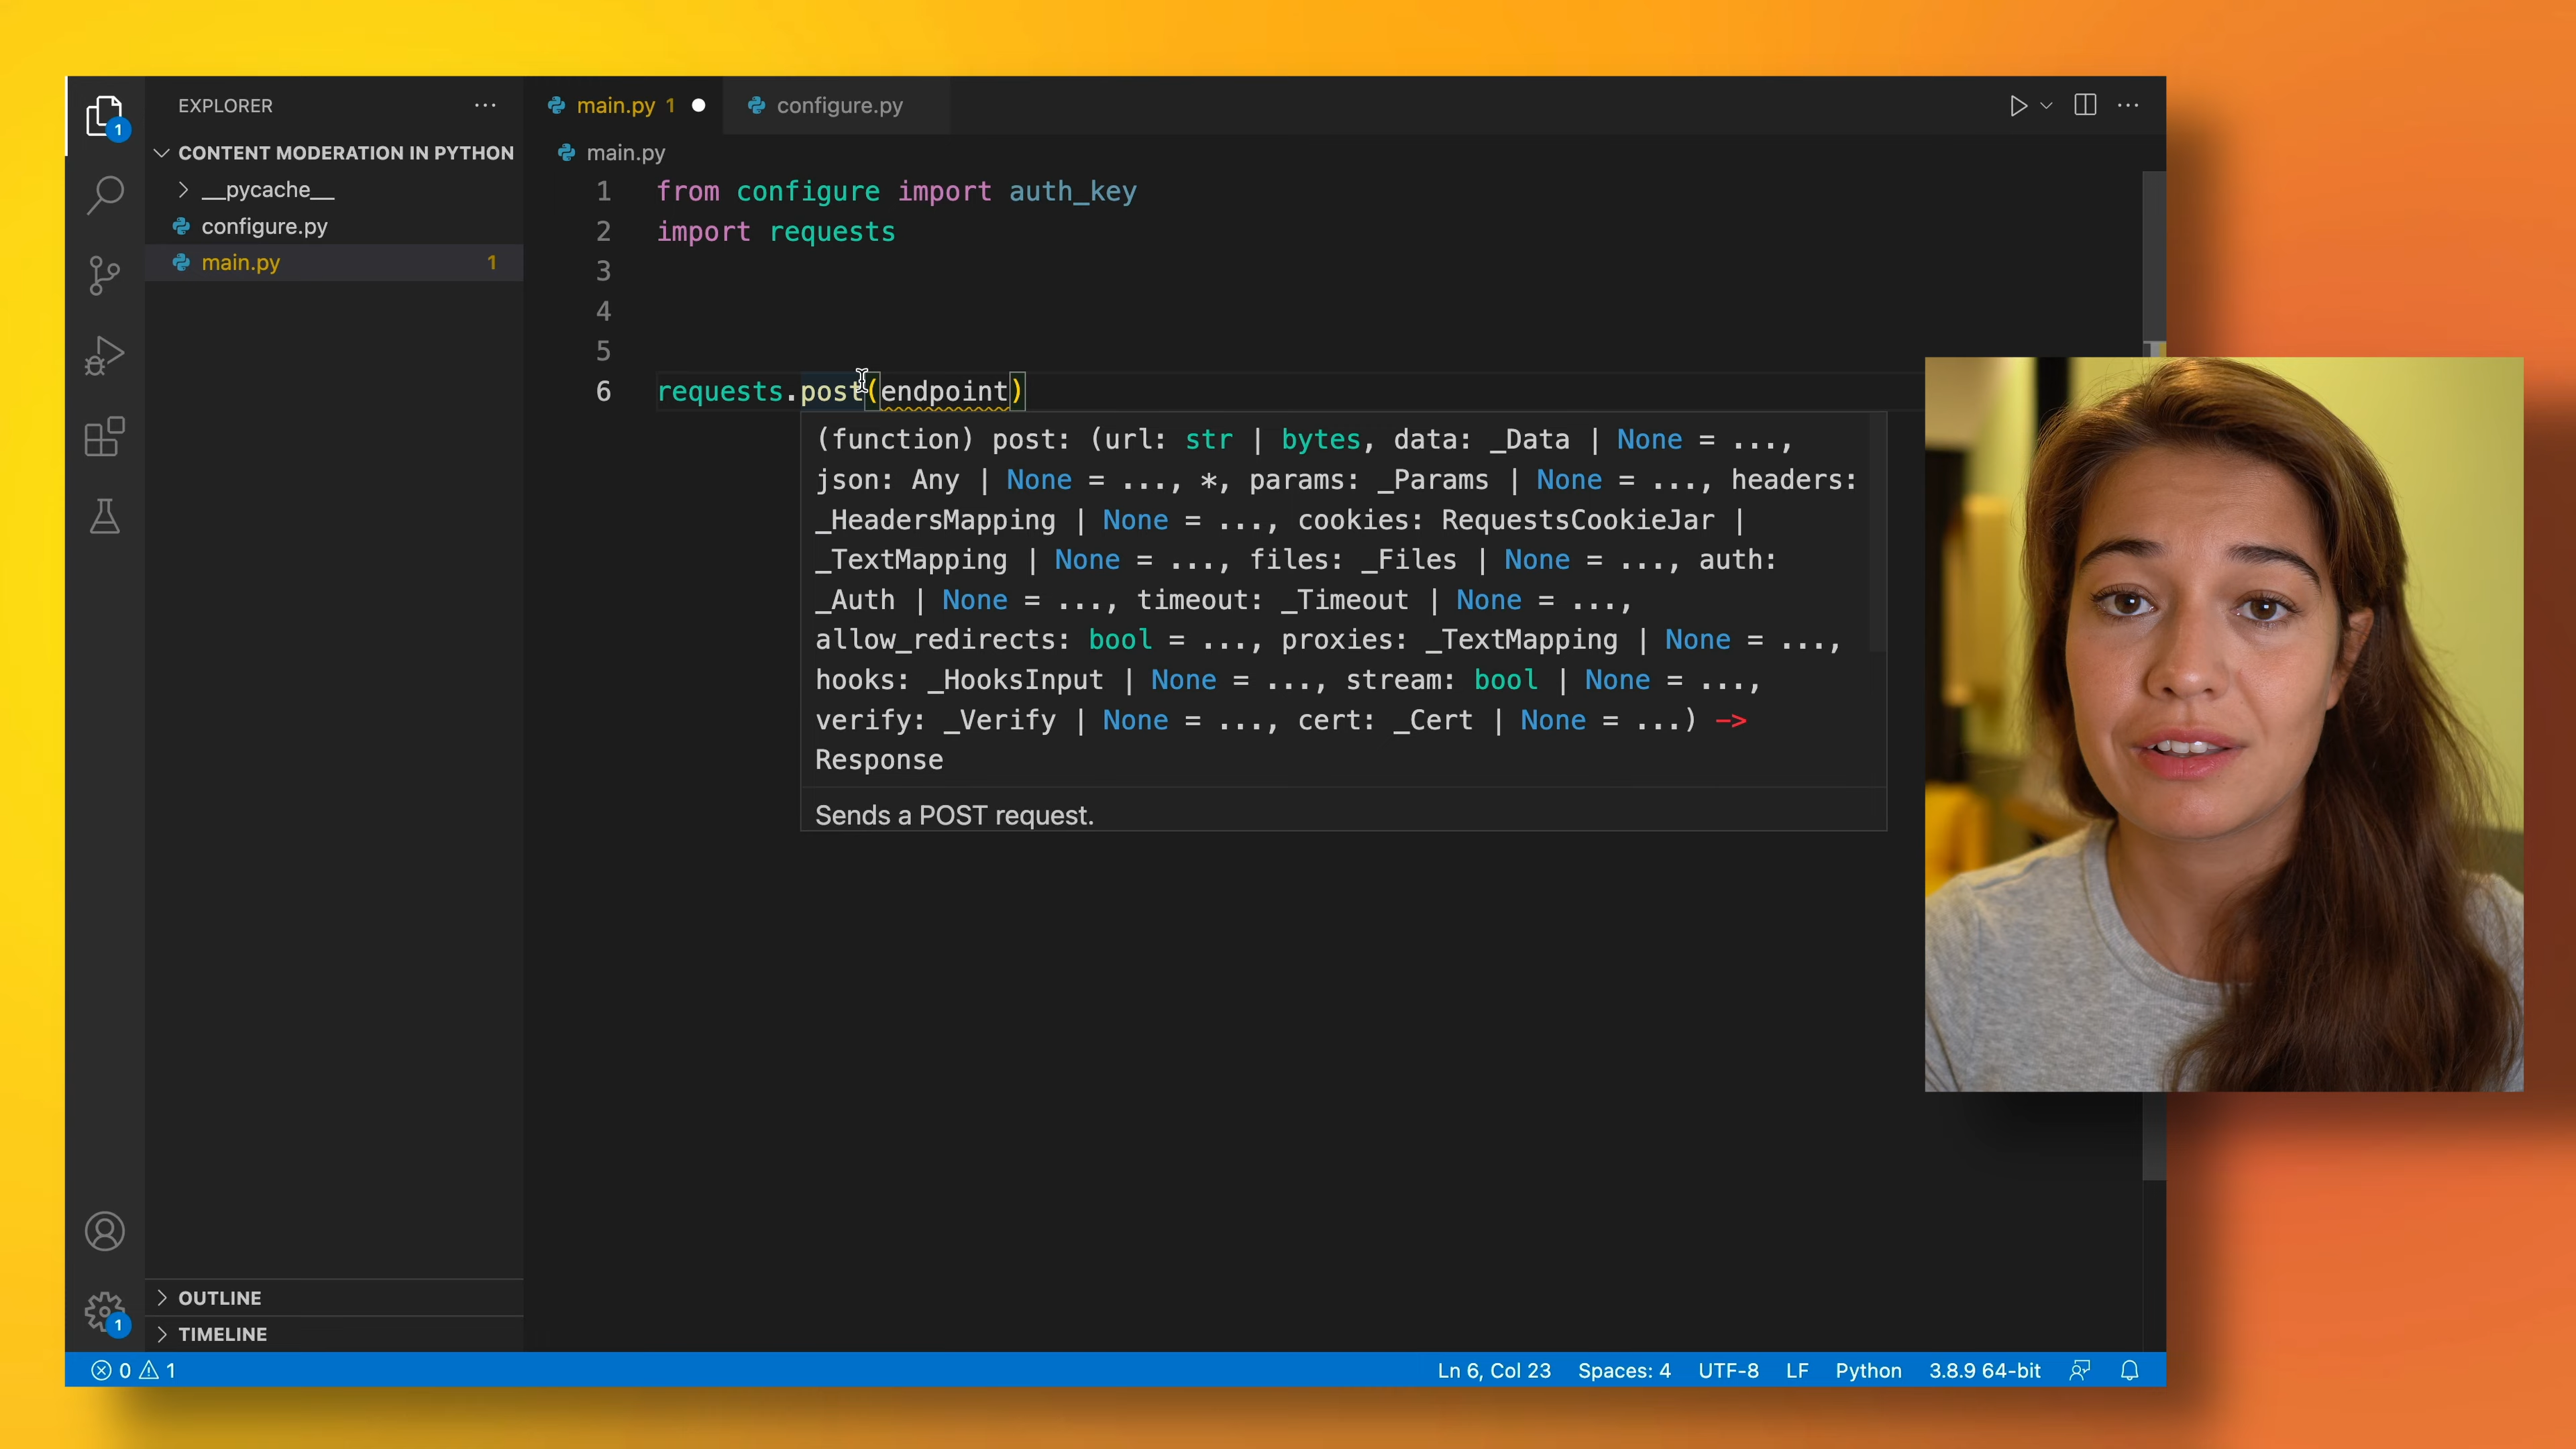 EXPLORER
CONTENT MODERATION IN PYTHON
__pycache__
configure.py
main.py 1
OUTLINE
TIMELINE
main.py 1
configure.py
main.py
1 from configure import auth_key
2 import requests
3
4
5
6 requests.post(endpoint)
(function) post: (url: str | bytes, data: _Data | None = ...,
json: Any | None = ..., *, params: _Params | None = ..., headers:
_HeadersMapping | None = ..., cookies: RequestsCookieJar |
_TextMapping | None = ..., files: _Files | None = ..., auth:
_Auth | None = ..., timeout: _Timeout | None = ...,
allow_redirects: bool = ..., proxies: _TextMapping | None = ...,
hooks: _HooksInput | None = ..., stream: bool | None = ...,
verify: _Verify | None = ..., cert: _Cert | None = ...) ->
Response
Sends a POST request.
1
1
0 1
Ln 6, Col 23 Spaces: 4 UTF-8 LF Python 3.8.9 64-bit